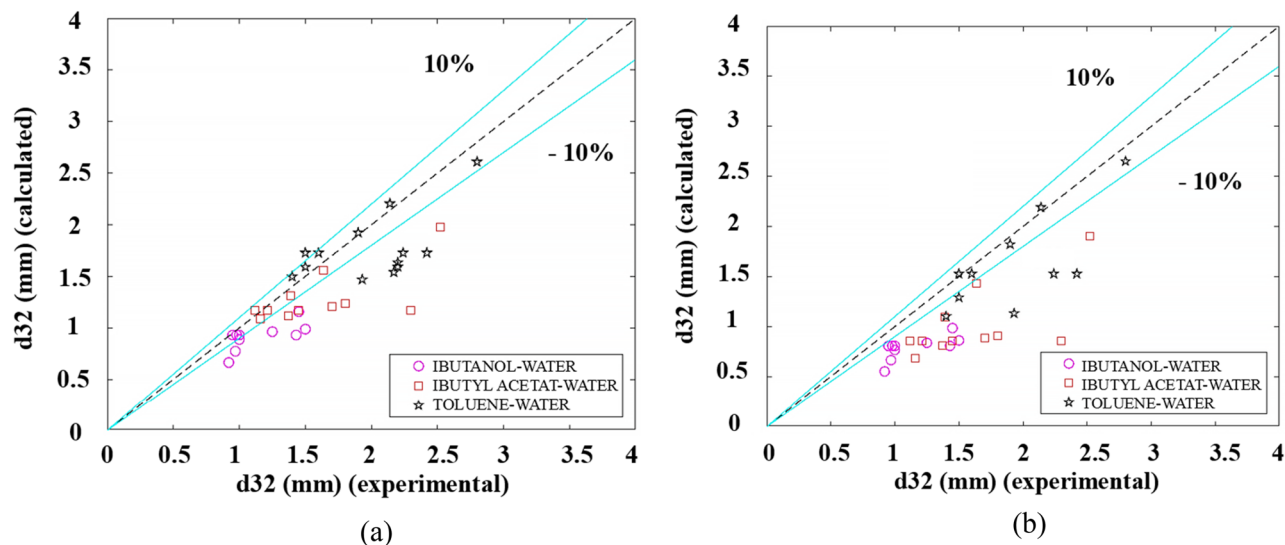 4
3.5
3
2.5
2
1.5
1
0.5
0
d32 (mm) (calculated)
10%
- 10%
IBUTANOL-WATER
IBUTYL ACETAT-WATER
TOLUENE-WATER
0 0.5 1 1.5 2 2.5 3 3.5 4
d32 (mm) (experimental)
(a)
4
3.5
3
2.5
2
1.5
1
0.5
0
d32 (mm) (calculated)
10%
- 10%
IBUTANOL-WATER
IBUTYL ACETAT-WATER
TOLUENE-WATER
0 0.5 1 1.5 2 2.5 3 3.5 4
d32 (mm) (experimental)
(b)